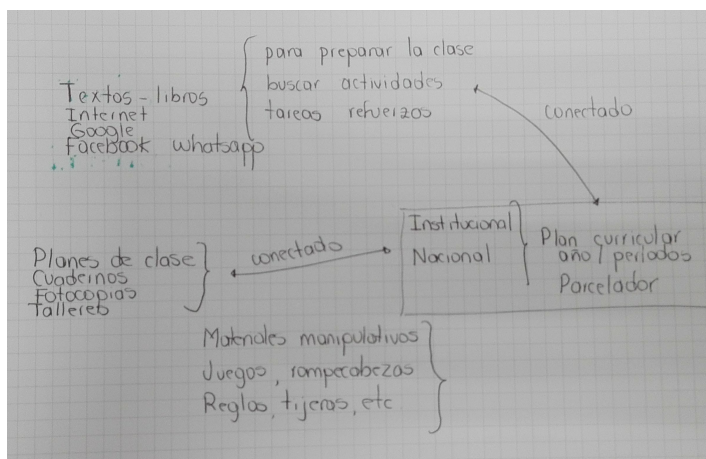 para preparar la clase
buscar actividades
tareas refuerzos
Textos - libros
Internet
Google
Facebook whatsapp
conectado
Institucional
Nacional
Plan curricular
año / períodos
Parcelador
conectado
Planes de clase
Cuadernos
Fotocopias
Talleres
Materiales manipulativos
Juegos, rompecabezas
Reglas, tijeras, etc